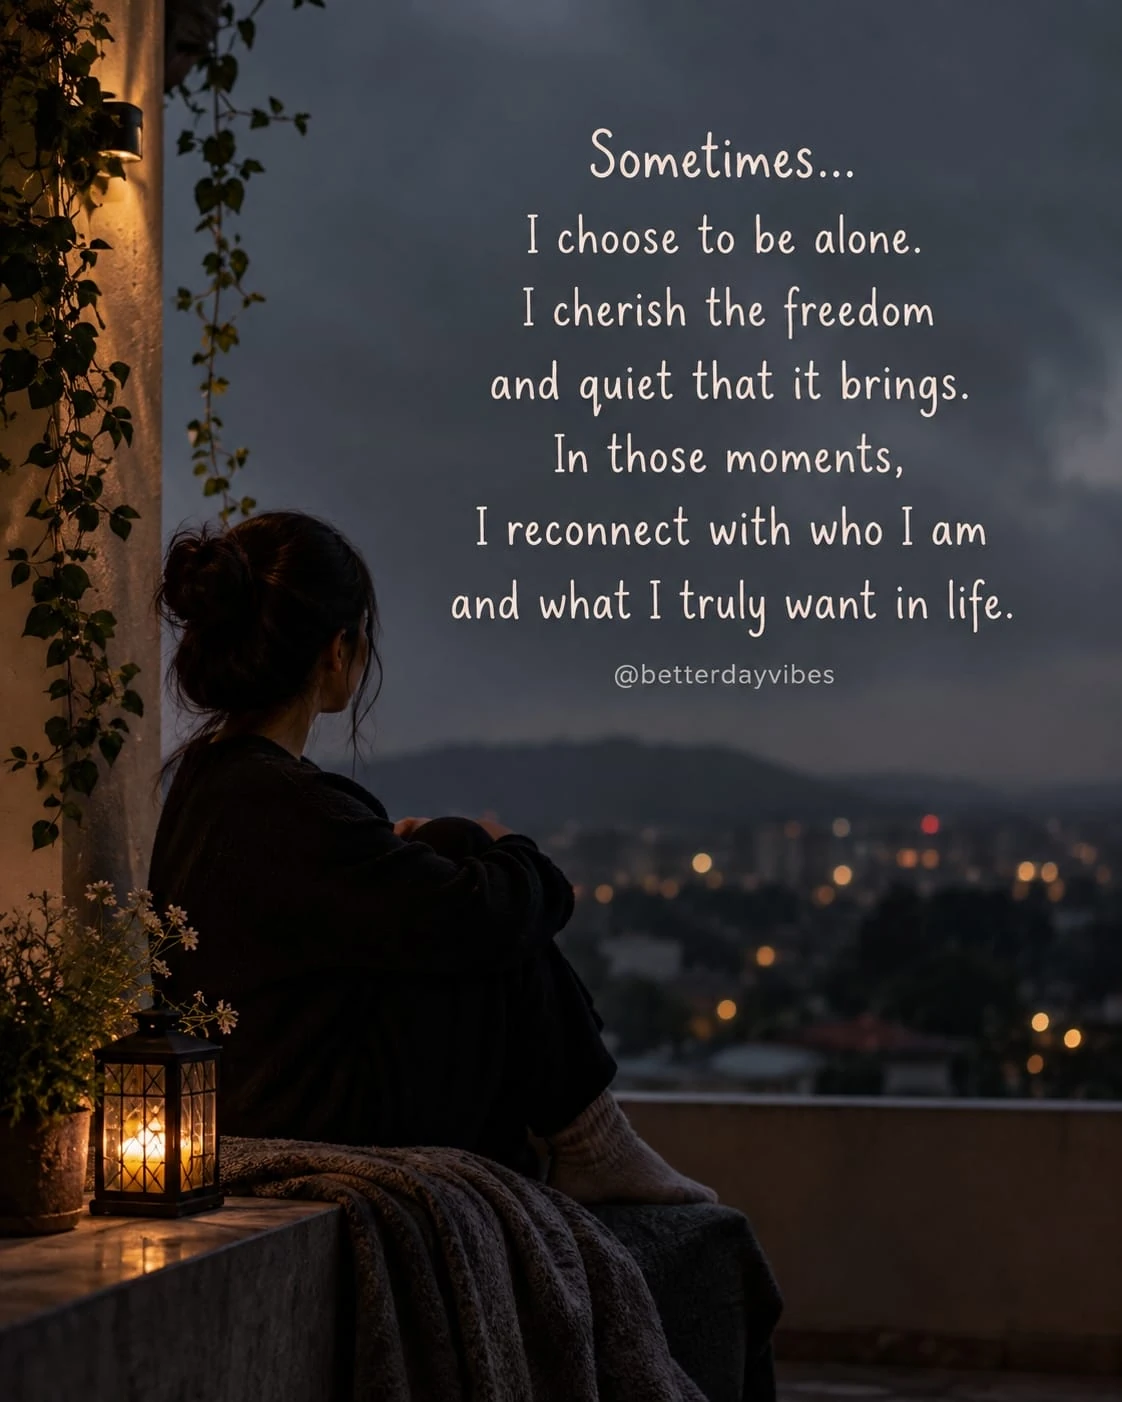 Sometimes...
I choose to be alone.
I cherish the freedom
and quiet that it brings.
In those moments,
I reconnect with who I am
and what I truly want in life.
@betterdayvibes